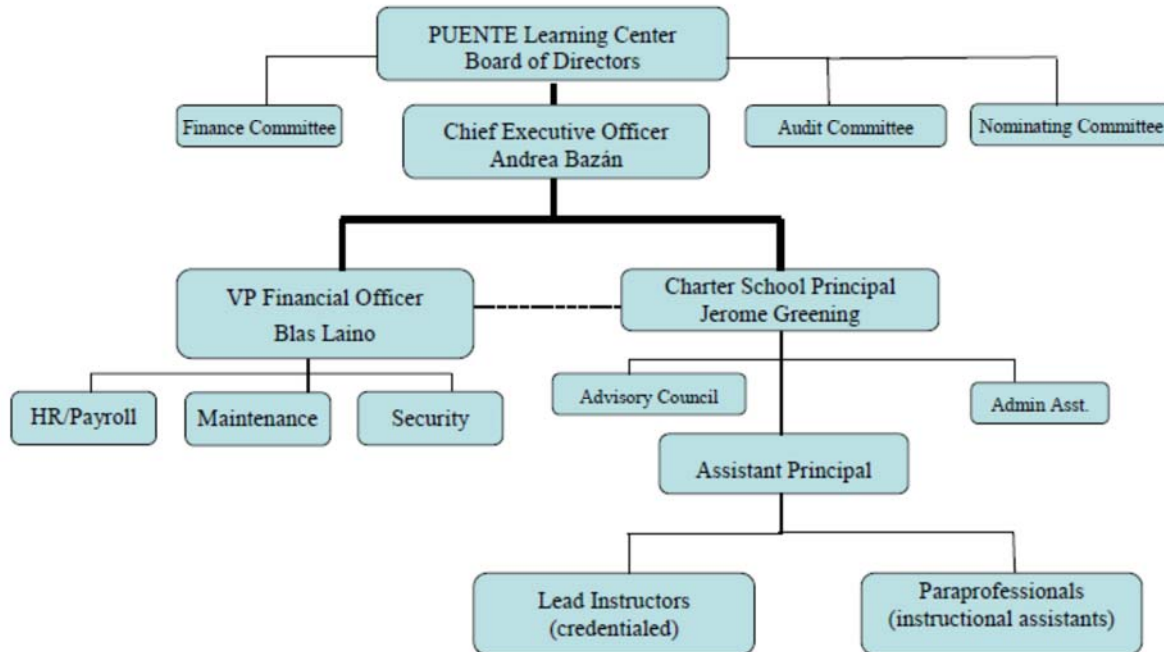 PUENTE Learning Center
Board of Directors
Finance Committee
Chief Executive Officer
Andrea Bazán
Audit Committee
Nominating Committee
VP Financial Officer
Blas Laino
Charter School Principal
Jerome Greening
HR/Payroll
Maintenance
Security
Advisory Council
Admin Asst.
Assistant Principal
Lead Instructors
(credentialed)
Paraprofessionals
(instructional assistants)